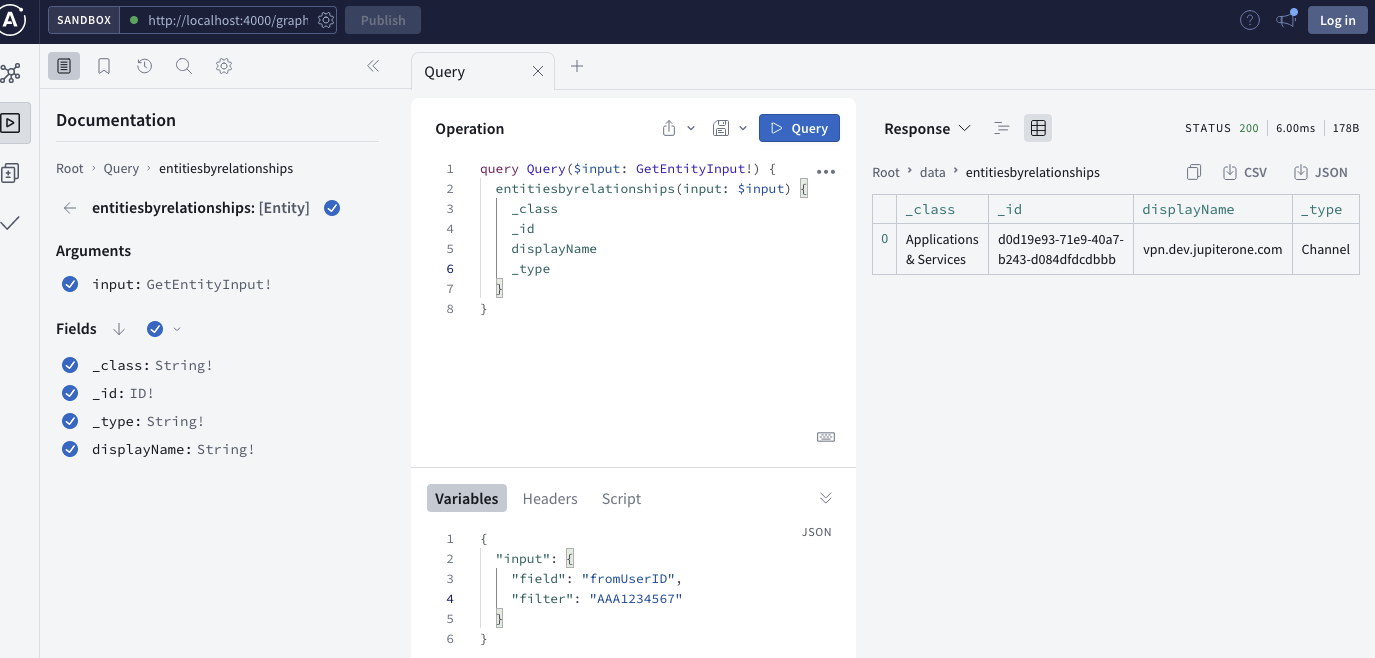 SANDBOX
http://localhost:4000/graph
Publish
Log in
Documentation
Root › Query › entitiesbyrelationships
entitiesbyrelationships: [Entity]
Arguments
input: GetEntityInput!
Fields
_class: String!
_id: ID!
_type: String!
displayName: String!
Query
Operation
Query
1 query Query($input: GetEntityInput!) {
2 entitiesbyrelationships(input: $input) {
3 _class
4 _id
5 displayName
6 _type
7 }
8 }
Variables Headers Script
JSON
1 {
2 "input": {
3 "field": "fromUserID",
4 "filter": "AAA1234567"
5 }
6 }
Response
STATUS 200 6.00ms 178B
Root › data › entitiesbyrelationships
CSV JSON
_class _id displayName _type
0 Applications & Services d0d19e93-71e9-40a7-b243-d084dfdcdbbb vpn.dev.jupiterone.com Channel